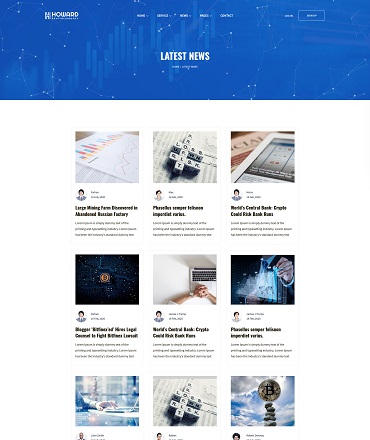 HOWARD
HOME SERVICE NEWS PAGES CONTACT
LOG IN SIGN UP
LATEST NEWS
HOME LATEST NEWS
Large Mining Farm Discovered in
Abandoned Russian Factory
Lorem Ipsum is simply dummy text of the
printing and typesetting industry. Lorem Ipsum
has been the industry's standard dummy text
Phasellus semper felisson
imperdiet varius.
Lorem Ipsum is simply dummy text of the
printing and typesetting industry. Lorem Ipsum
has been the industry's standard dummy text
World's Central Bank: Crypto
Could Risk Bank Runs
Lorem Ipsum is simply dummy text of the
printing and typesetting industry. Lorem Ipsum
has been the industry's standard dummy text
Blogger 'Bitfinex'ed' Hires Legal
Counsel to Fight Bitfinex Lawsuit
Lorem Ipsum is simply dummy text of the
printing and typesetting industry. Lorem Ipsum
has been the industry's standard dummy text
World's Central Bank: Crypto
Could Risk Bank Runs
Lorem Ipsum is simply dummy text of the
printing and typesetting industry. Lorem Ipsum
has been the industry's standard dummy text
Phasellus semper felisson
imperdiet varius.
Lorem Ipsum is simply dummy text of the
printing and typesetting industry. Lorem Ipsum
has been the industry's standard dummy text